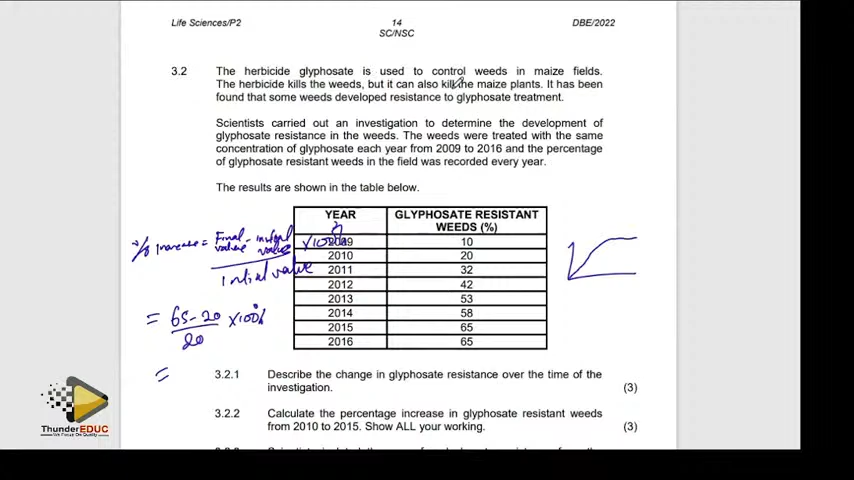 Life Sciences/P2 14 DBE/2022
SC/NSC
3.2 The herbicide glyphosate is used to control weeds in maize fields.
The herbicide kills the weeds, but it can also kill the maize plants. It has been
found that some weeds developed resistance to glyphosate treatment.
Scientists carried out an investigation to determine the development of
glyphosate resistance in the weeds. The weeds were treated with the same
concentration of glyphosate each year from 2009 to 2016 and the percentage
of glyphosate resistant weeds in the field was recorded every year.
The results are shown in the table below.
YEAR GLYPHOSATE RESISTANT
WEEDS (%)
2009 10
2010 20
2011 32
2012 42
2013 53
2014 58
2015 65
2016 65
% Increase = Final value - initial value x100%
Initial value
= 65-20 x100%
20
=
3.2.1 Describe the change in glyphosate resistance over the time of the
investigation. (3)
3.2.2 Calculate the percentage increase in glyphosate resistant weeds
from 2010 to 2015. Show ALL your working. (3)
ThunderEDUC
We Focus On Quality